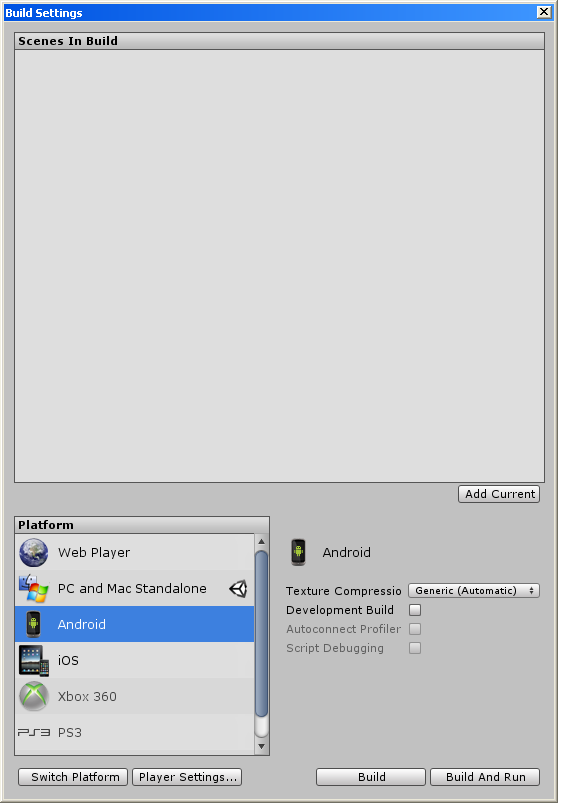 Build Settings
Scenes In Build
Add Current
Platform
Web Player
PC and Mac Standalone
Android
iOS
Xbox 360
PS3
Android
Texture Compressio Generic (Automatic)
Development Build
Autoconnect Profiler
Script Debugging
Switch Platform Player Settings... Build Build And Run